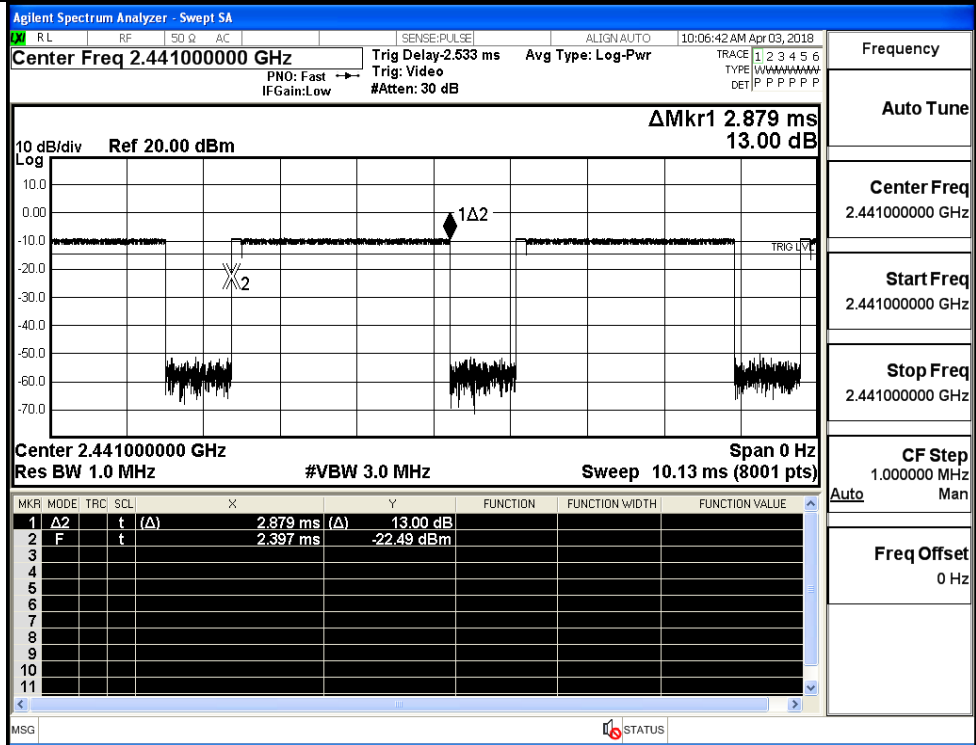 Agilent Spectrum Analyzer - Swept SA
LXI RL RF 50 Ω AC SENSE:PULSE ALIGN AUTO 10:06:42 AM Apr 03, 2018
Center Freq 2.441000000 GHz
PNO: Fast
IFGain:Low
Trig Delay-2.533 ms
Trig: Video
#Atten: 30 dB
Avg Type: Log-Pwr
TRACE 1 2 3 4 5 6
TYPE WWWWWW
DET P P P P P P
ΔMkr1 2.879 ms
13.00 dB
10 dB/div Ref 20.00 dBm
Log
10.0
0.00
-10.0
-20.0
-30.0
-40.0
-50.0
-60.0
-70.0
1Δ2
2
TRIG LVL
Center 2.441000000 GHz Span 0 Hz
Res BW 1.0 MHz #VBW 3.0 MHz Sweep 10.13 ms (8001 pts)
MKR MODE TRC SCL X Y FUNCTION FUNCTION WIDTH FUNCTION VALUE
1 Δ2 t (Δ) 2.879 ms (Δ) 13.00 dB
2 F t 2.397 ms -22.49 dBm
3
4
5
6
7
8
9
10
11
MSG STATUS
Frequency
Auto Tune
Center Freq
2.441000000 GHz
Start Freq
2.441000000 GHz
Stop Freq
2.441000000 GHz
CF Step
1.000000 MHz
Auto Man
Freq Offset
0 Hz